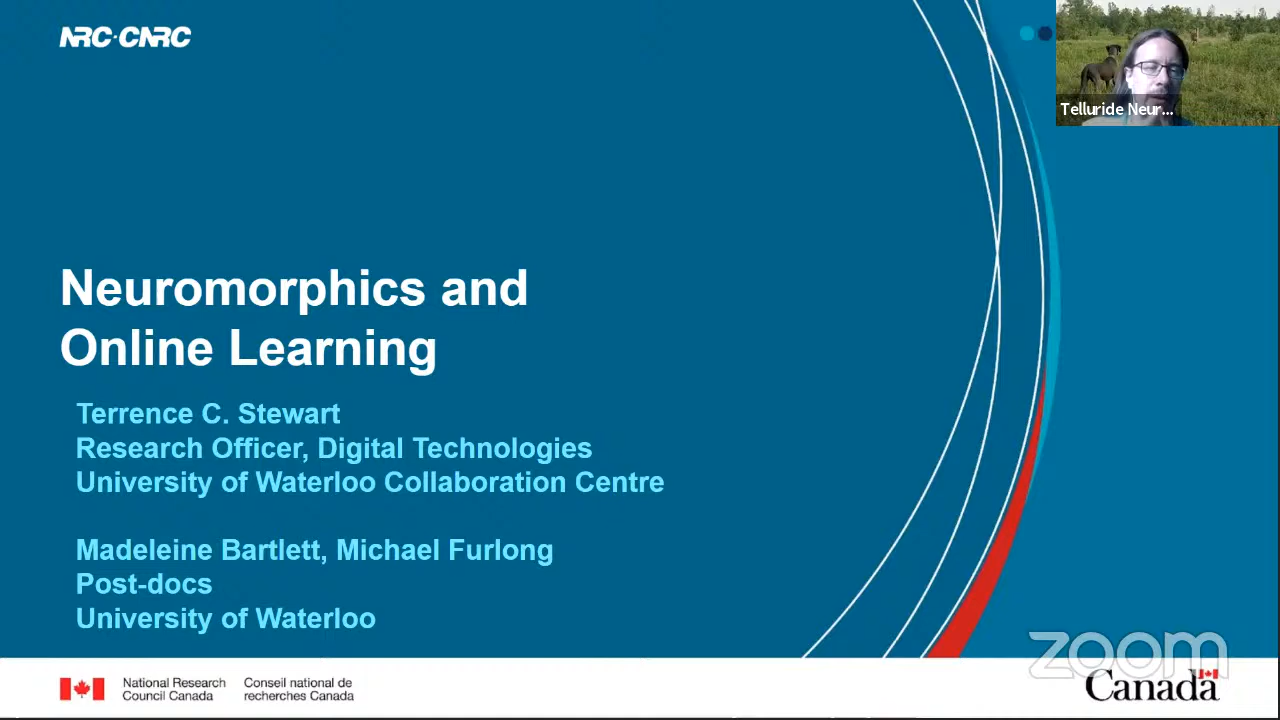 NRC·CNRC
Telluride Neur...
Neuromorphics and
Online Learning
Terrence C. Stewart
Research Officer, Digital Technologies
University of Waterloo Collaboration Centre
Madeleine Bartlett, Michael Furlong
Post-docs
University of Waterloo
zoom
National Research
Council Canada
Conseil national de
recherches Canada
Canada